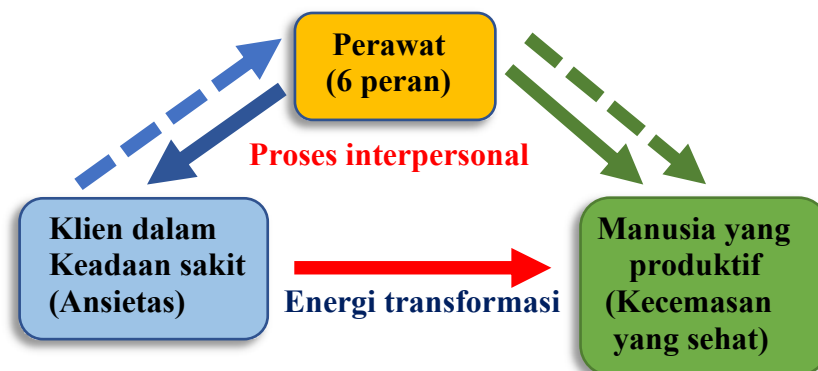 Perawat
(6 peran)
Proses interpersonal
Klien dalam
Keadaan sakit
(Ansietas)
Energi transformasi
Manusia yang
produktif
(Kecemasan
yang sehat)